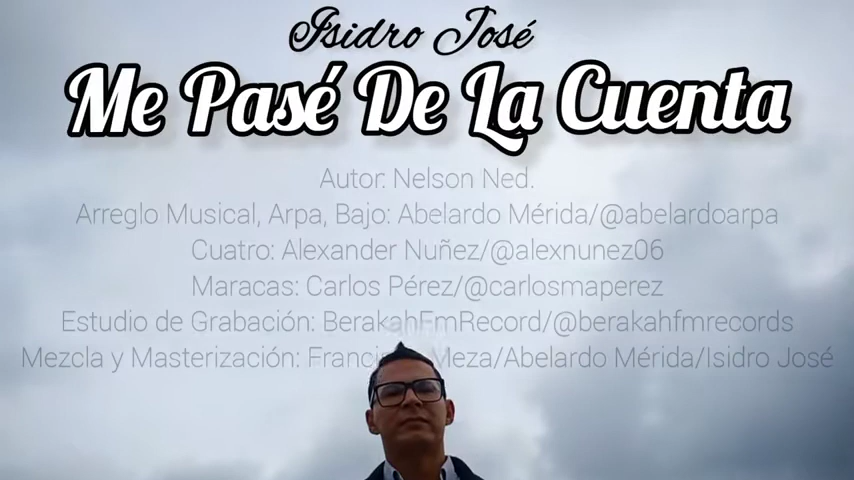 Isidro José
Me Pasé De La Cuenta
Autor: Nelson Ned.
Arreglo Musical, Arpa, Bajo: Abelardo Mérida/@abelardoarpa
Cuatro: Alexander Nuñez/@alexnunez06
Maracas: Carlos Pérez/@carlosmaperez
Estudio de Grabación: BerakahFmRecord/@berakahfmrecords
Mezcla y Masterización: Meza/Abelardo Mérida/Isidro José